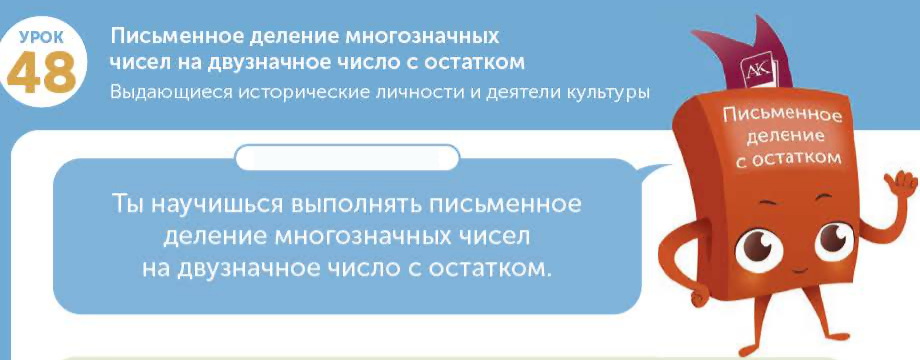 УРОК
48
Письменное деление многозначных
чисел на двузначное число с остатком
Выдающиеся исторические личности и деятели культуры
АК
Письменное
деление
с остатком
Ты научишься выполнять письменное
деление многозначных чисел
на двузначное число с остатком.